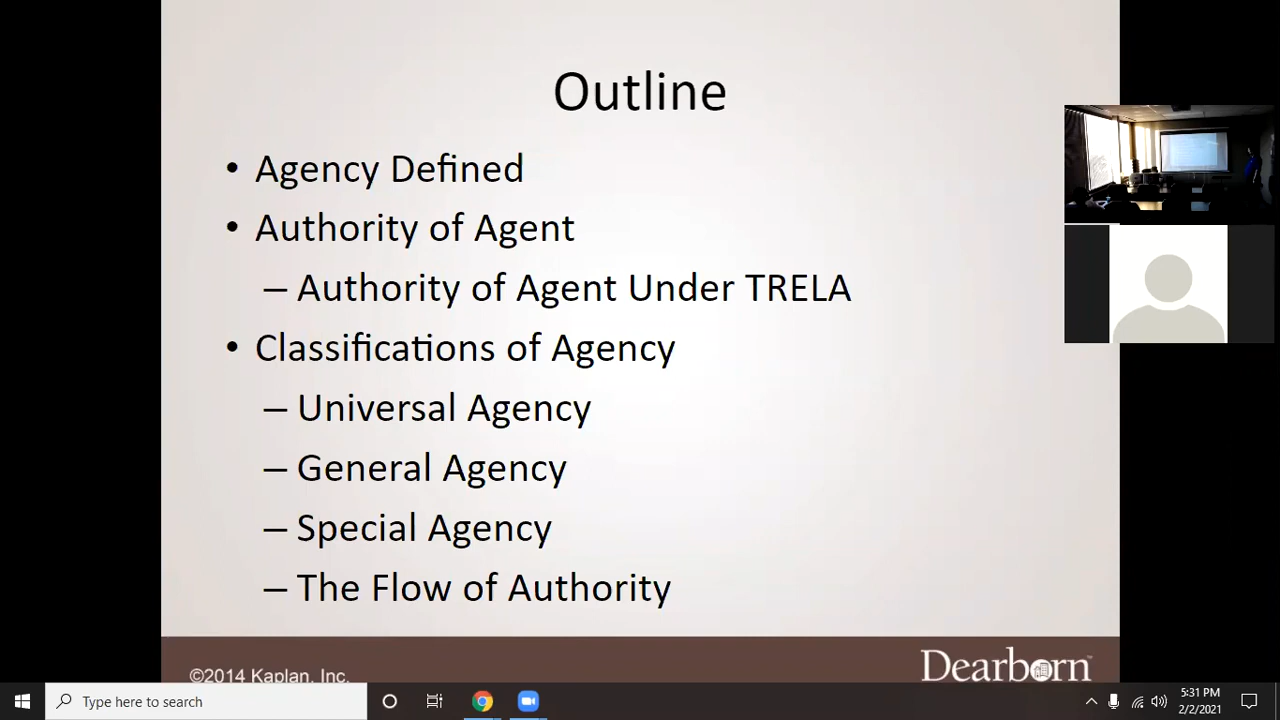 Outline
• Agency Defined
• Authority of Agent
– Authority of Agent Under TRELA
• Classifications of Agency
– Universal Agency
– General Agency
– Special Agency
– The Flow of Authority
©2014 Kaplan, Inc.
Dearborn™
Type here to search
5:31 PM
2/2/2021